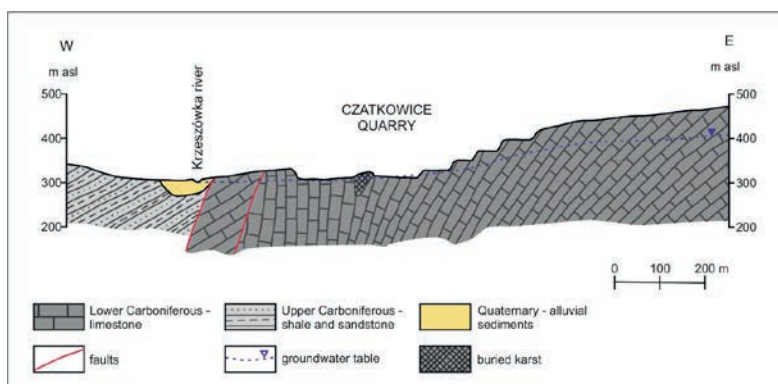 W
E
m asl
m asl
Krzeszówka river
CZATKOWICE
QUARRY
500
400
300
200
500
400
300
200
0 100 200 m
Lower Carboniferous -
limestone
Upper Carboniferous -
shale and sandstone
Quaternary - alluvial
sediments
faults
groundwater table
buried karst